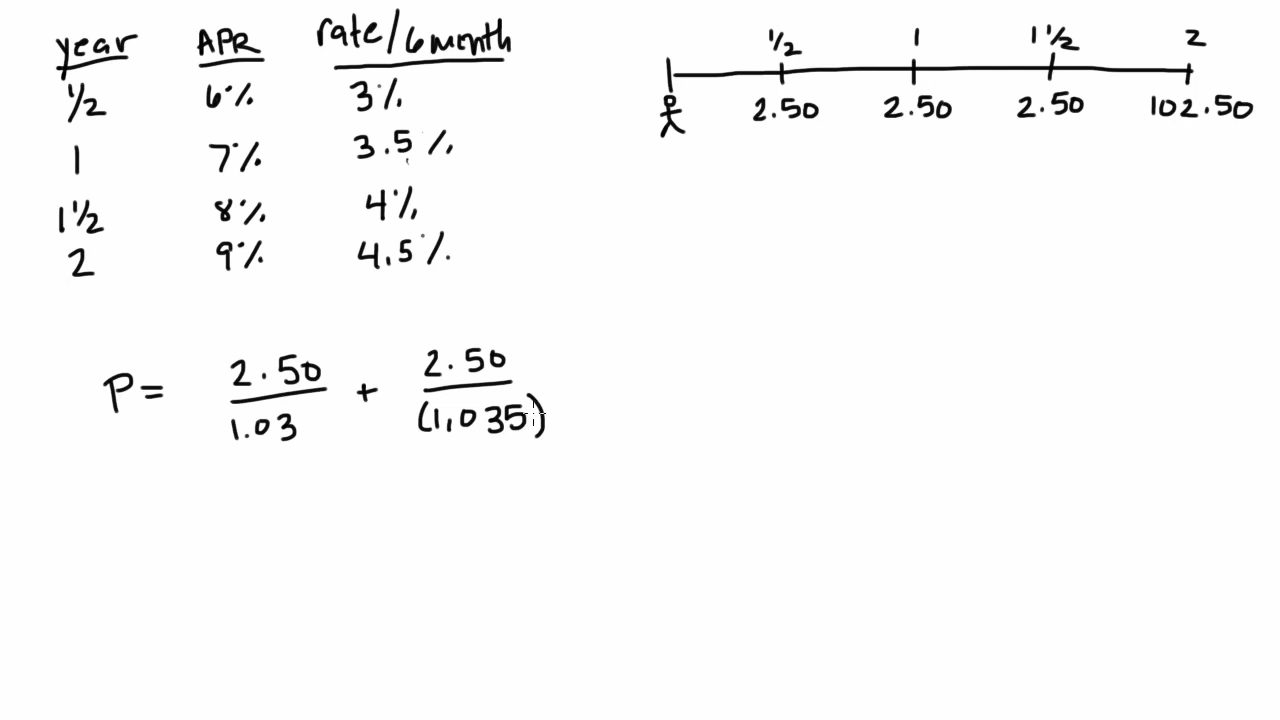 year APR rate/6month
1/2 6% 3%
1 7% 3.5%
1 1/2 8% 4%
2 9% 4.5%
1/2 1 1 1/2 2
2.50 2.50 2.50 102.50
P= 2.50 + 2.50
1.03 (1.035)